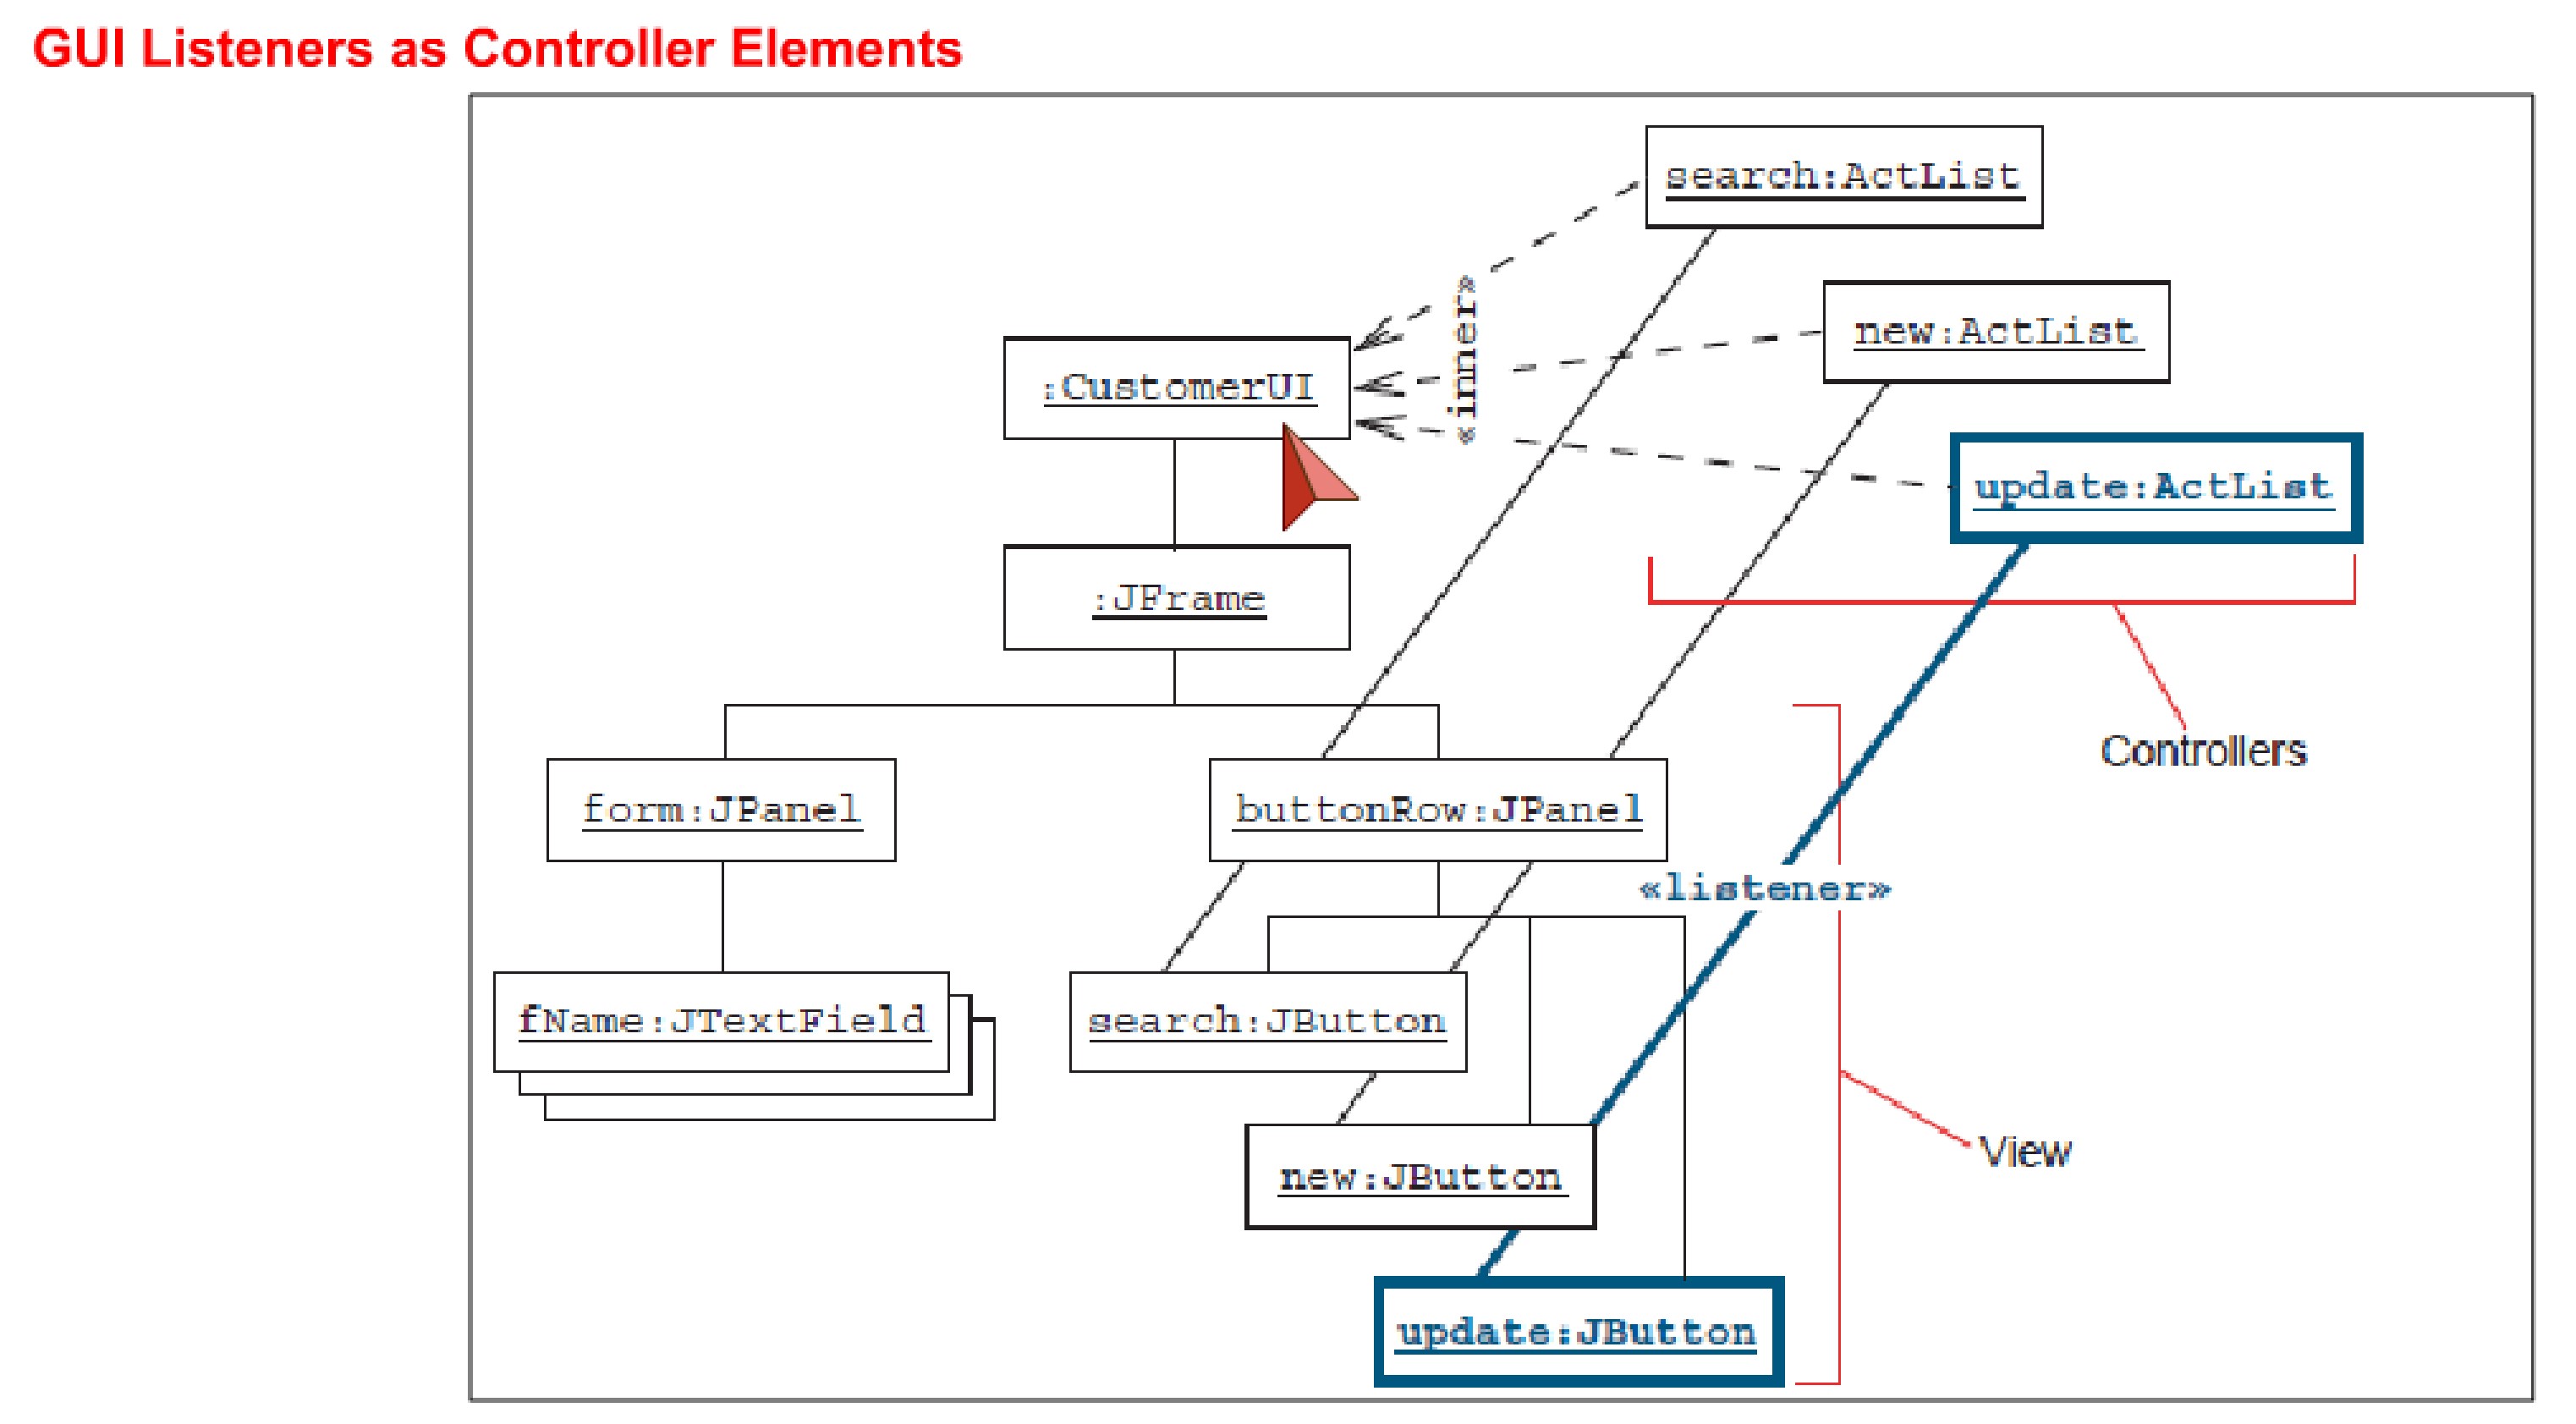 GUI Listeners as Controller Elements
search:ActList
new:ActList
«inner»
:CustomerUI
update:ActList
:JFrame
Controllers
form:JPanel
buttonRow:JPanel
«listener»
fName:JTextField
search:JButton
View
new:JButton
update:JButton